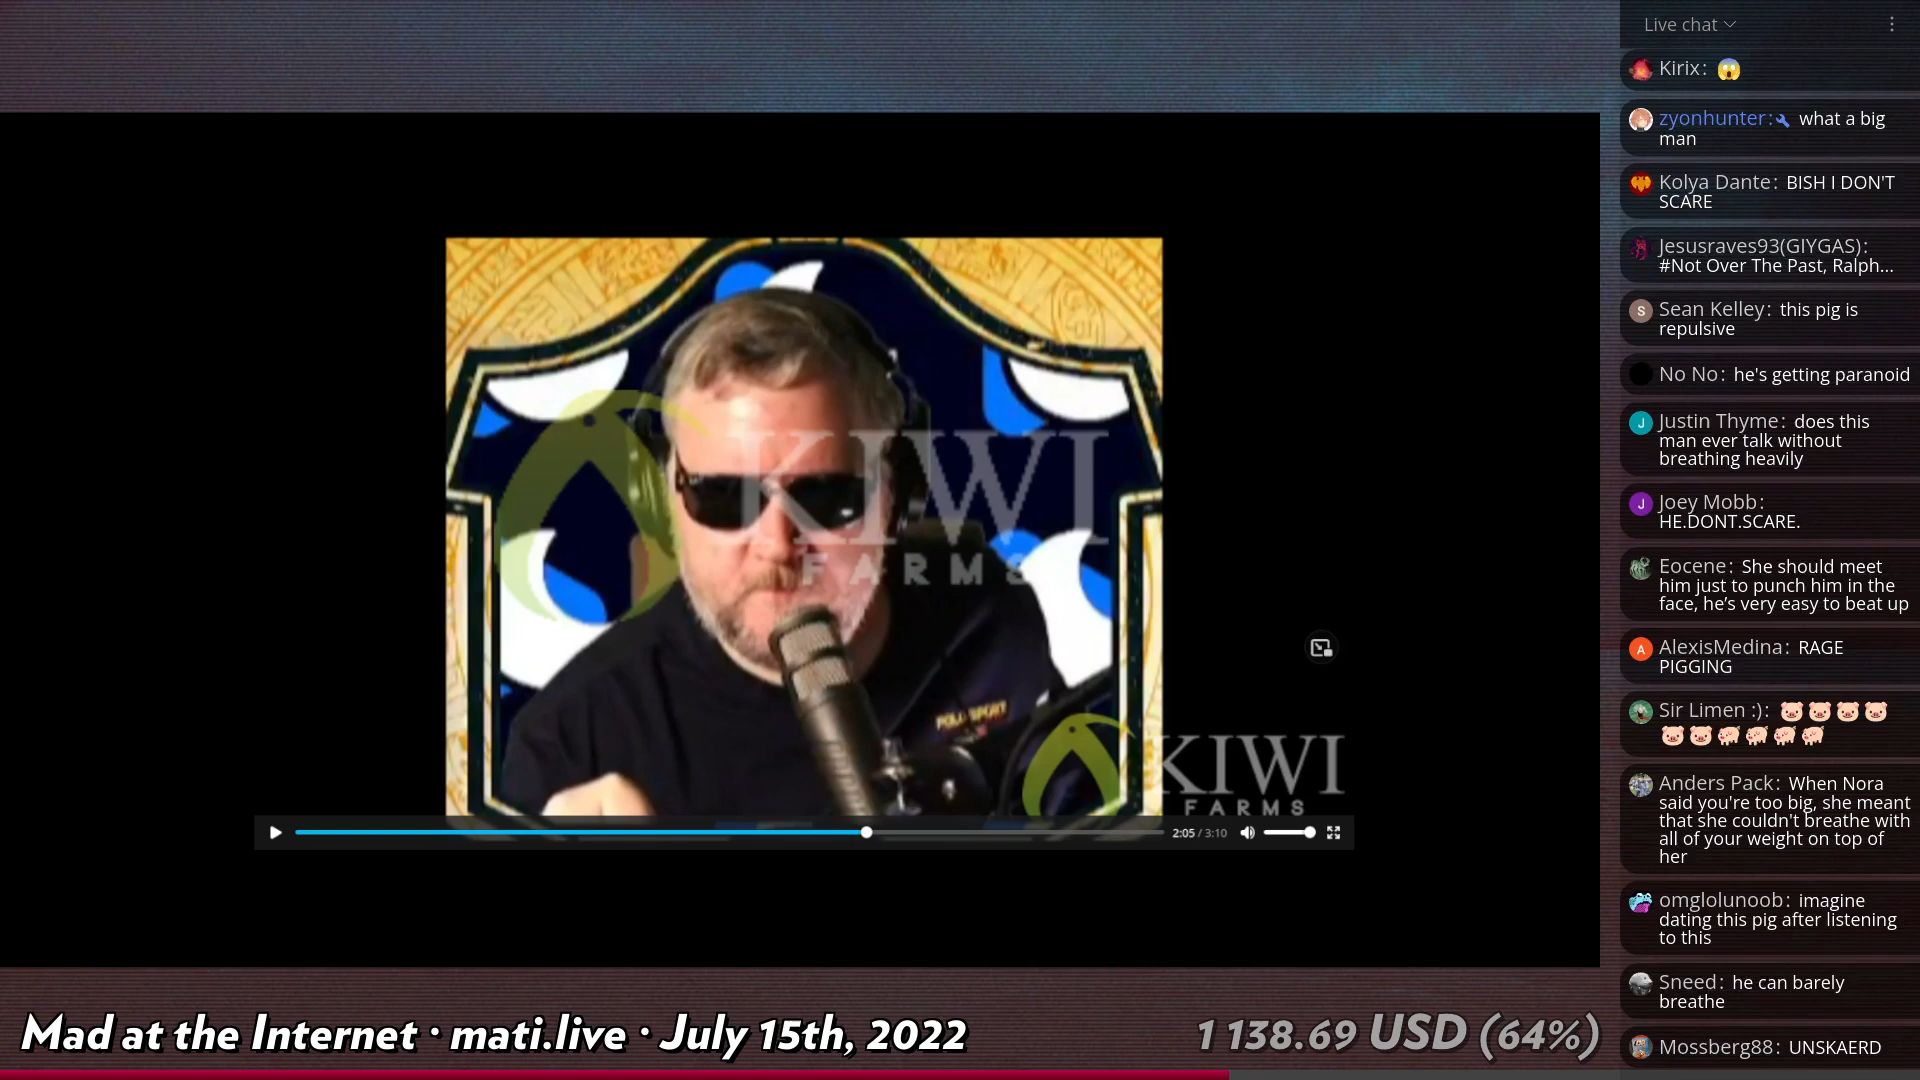 Live chat
Kirix:
zyonhunter: what a big
man
Kolya Dante: BISH I DON'T
SCARE
Jesusraves93(GIYGAS):
#Not Over The Past, Ralph...
S Sean Kelley: this pig is
repulsive
No No: he's getting paranoid
J Justin Thyme: does this
man ever talk without
breathing heavily
J Joey Mobb:
HE.DONT.SCARE.
Eocene: She should meet
him just to punch him in the
face, he's very easy to beat up
A AlexisMedina: RAGE
PIGGING
Sir Limen :):
Anders Pack: When Nora
said you're too big, she meant
that she couldn't breathe with
all of your weight on top of
her
omglolunoob: imagine
dating this pig after listening
to this
Sneed: he can barely
breathe
Mossberg88: UNSKAERD
KIWI
FARMS
POLO SPORT
KIWI
FARMS
2:05 / 3:10
Mad at the Internet · mati.live · July 15th, 2022
1 138.69 USD (64%)